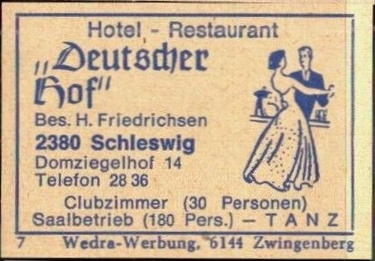 Hotel - Restaurant
„Deutscher
Hof"
Bes. H. Friedrichsen
2380 Schleswig
Domziegelhof 14
Telefon 28 36
Clubzimmer (30 Personen)
Saalbetrieb (180 Pers.) – TANZ
7 Wedra-Werbung, 6144 Zwingenberg